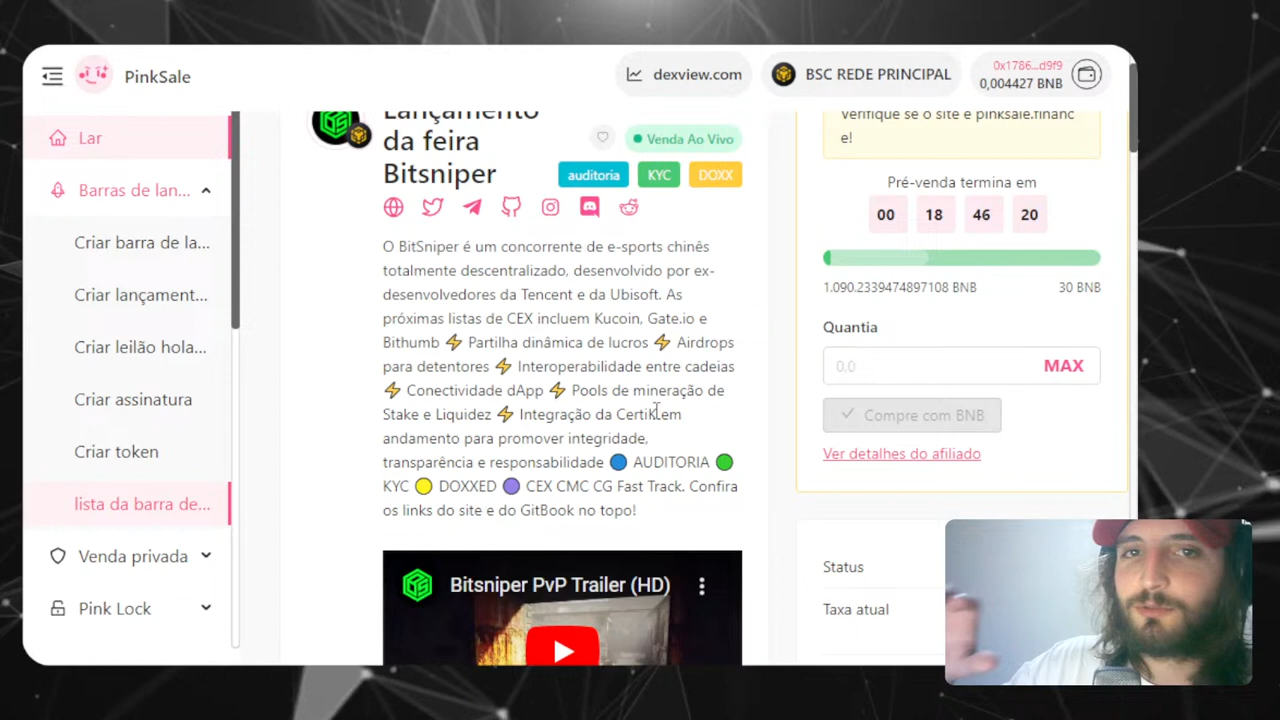 PinkSale
dexview.com
BSC REDE PRINCIPAL
0x1786...d9f9
0,004427 BNB
Lar
Barras de lan...
Criar barra de la...
Criar lançament...
Criar leilão hola...
Criar assinatura
Criar token
lista da barra de...
Venda privada
Pink Lock
Lançamento
da feira
Bitsniper
Venda Ao Vivo
auditoria
KYC
DOXX
O BitSniper é um concorrente de e-sports chinês
totalmente descentralizado, desenvolvido por ex-
desenvolvedores da Tencent e da Ubisoft. As
próximas listas de CEX incluem Kucoin, Gate.io e
Bithumb ⚡ Partilha dinâmica de lucros ⚡ Airdrops
para detentores ⚡ Interoperabilidade entre cadeias
⚡ Conectividade dApp ⚡ Pools de mineração de
Stake e Liquidez ⚡ Integração da CertiK em
andamento para promover integridade,
transparência e responsabilidade 🔵 AUDITORIA 🟢
KYC 🟡 DOXXED 🟣 CEX CMC CG Fast Track. Confira
os links do site e do GitBook no topo!
Bitsniper PvP Trailer (HD)
Verifique se o site é pinksale.financ
e!
Pré-venda termina em
00 18 46 20
1.090.2339474897108 BNB
30 BNB
Quantia
0,0
MAX
Compre com BNB
Ver detalhes do afiliado
Status
Taxa atual